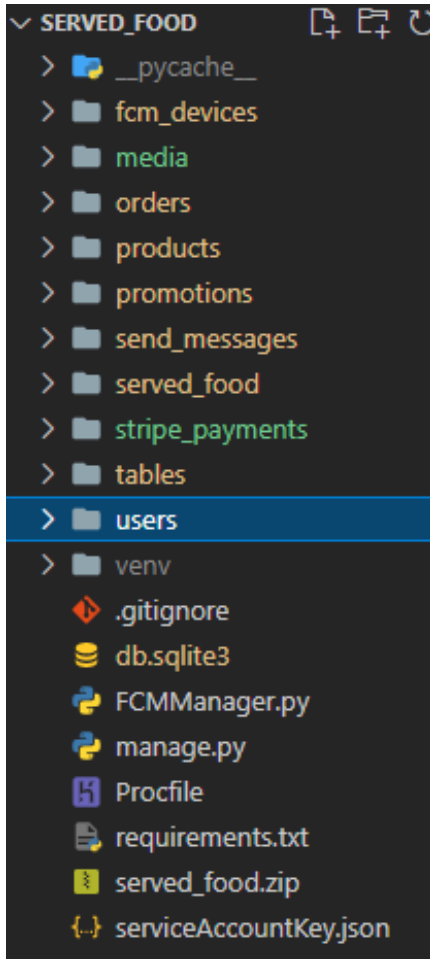 SERVED_FOOD
__pycache__
fcm_devices
media
orders
products
promotions
send_messages
served_food
stripe_payments
tables
users
venv
.gitignore
db.sqlite3
FCMManager.py
manage.py
Procfile
requirements.txt
served_food.zip
serviceAccountKey.json